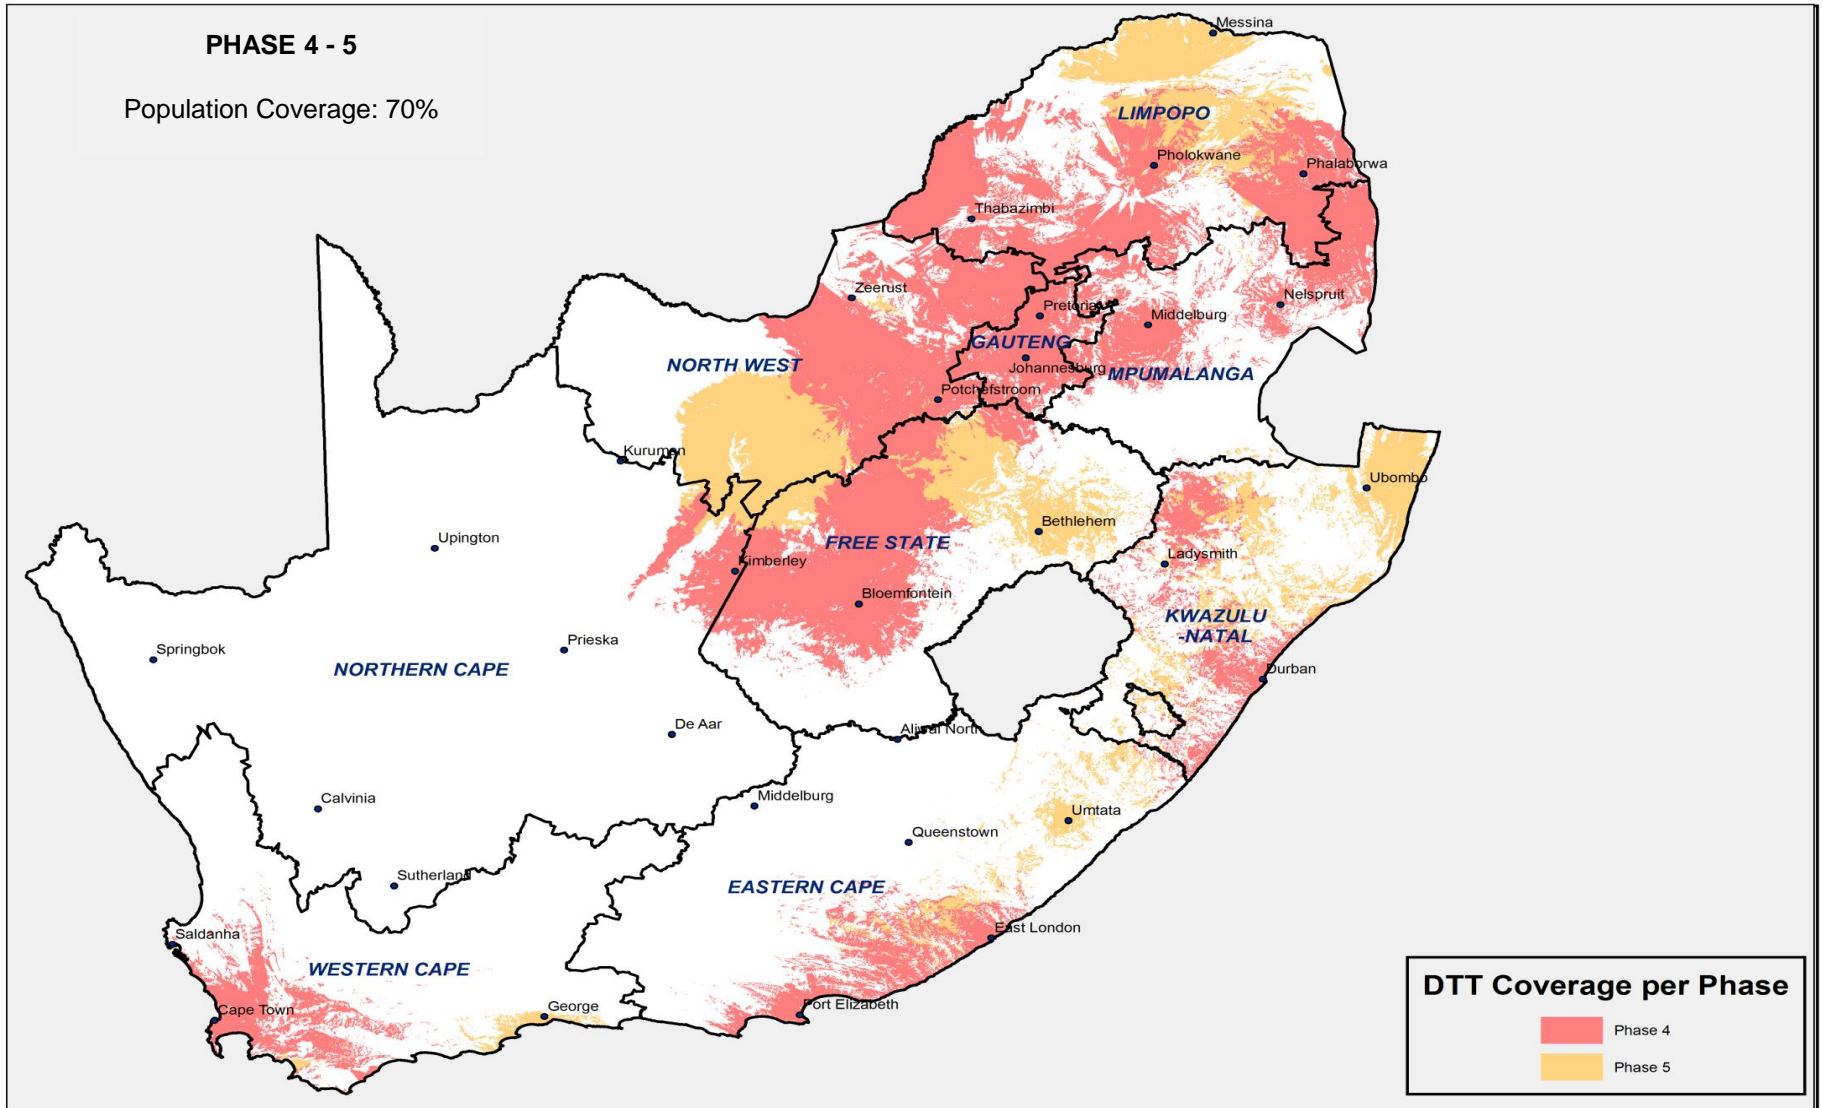 PHASE 4 - 5
Population Coverage: 70%
Messina
LIMPOPO
Pholokwane
Phalaborwa
Thabazimbi
Zeerust
Pretoria
Nelspruit
Middelburg
GAUTENG
NORTH WEST
Johannesburg
MPUMALANGA
Potchefstroom
Kuruman
Ubombo
Bethlehem
Upington
FREE STATE
Ladysmith
Kimberley
Bloemfontein
KWAZULU
-NATAL
Prieska
Springbok
NORTHERN CAPE
Durban
De Aar
Aliwal North
Middelburg
Calvinia
Umtata
Queenstown
Sutherland
EASTERN CAPE
East London
Saldanha
WESTERN CAPE
Cape Town
George
Port Elizabeth
DTT Coverage per Phase
Phase 4
Phase 5